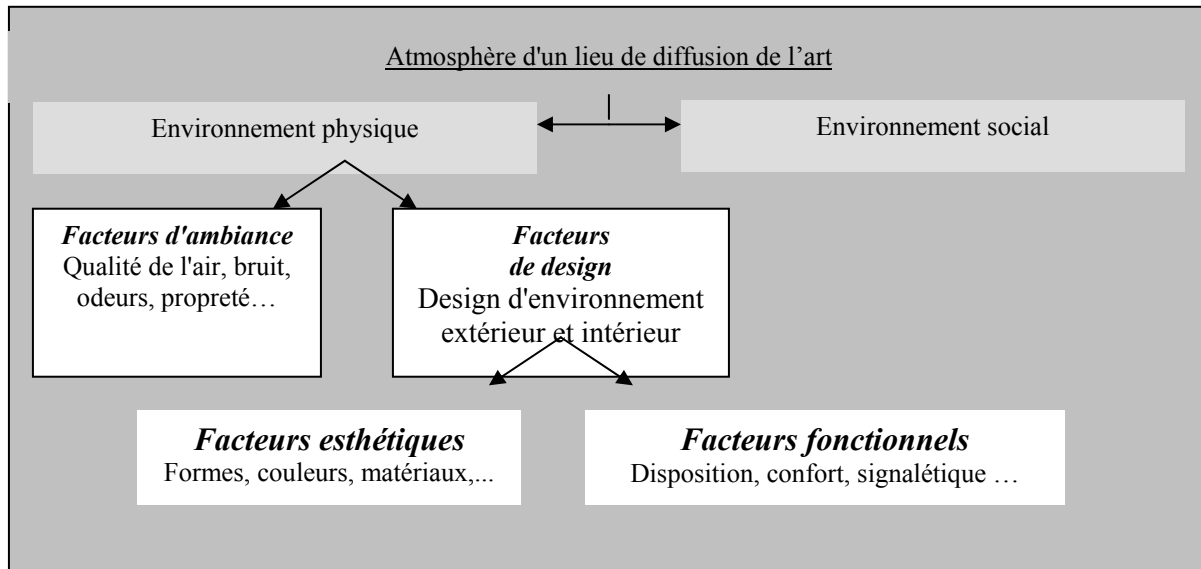 Atmosphère d'un lieu de diffusion de l’art
Environnement physique
Environnement social
Facteurs d'ambiance
Qualité de l'air, bruit,
odeurs, propreté…
Facteurs
de design
Design d'environnement
extérieur et intérieur
Facteurs esthétiques
Formes, couleurs, matériaux,...
Facteurs fonctionnels
Disposition, confort, signalétique …